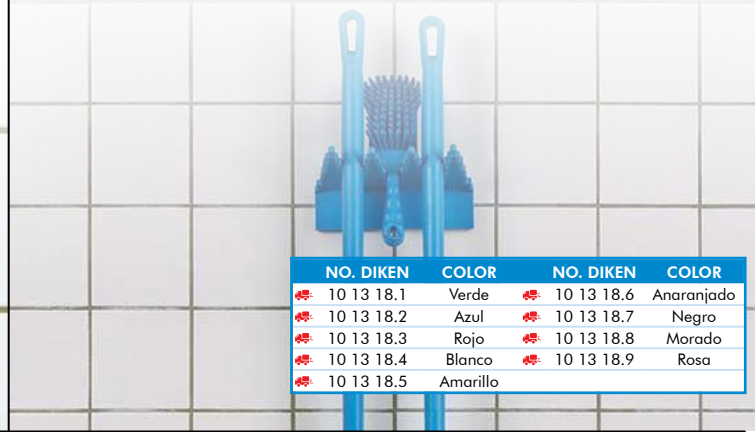 NO. DIKEN COLOR NO. DIKEN COLOR
10 13 18.1 Verde 10 13 18.6 Anaranjado
10 13 18.2 Azul 10 13 18.7 Negro
10 13 18.3 Rojo 10 13 18.8 Morado
10 13 18.4 Blanco 10 13 18.9 Rosa
10 13 18.5 Amarillo